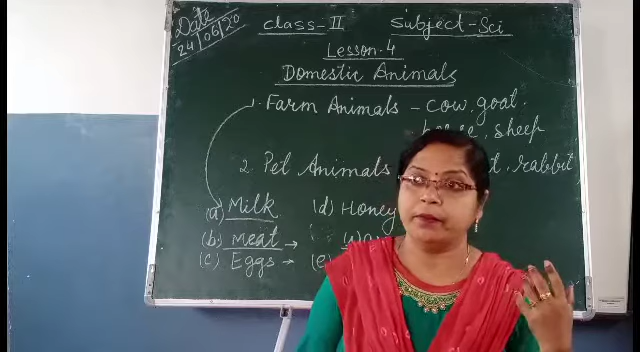 Date
24/06/20
Class-II Subject-Sci
Lesson.4
Domestic Animals
1. Farm Animals - cow, goat.
sheep
2. Pet Animals rabbit,
(a) Milk (d) Honey
(b) meat →
(c) Eggs → (e)